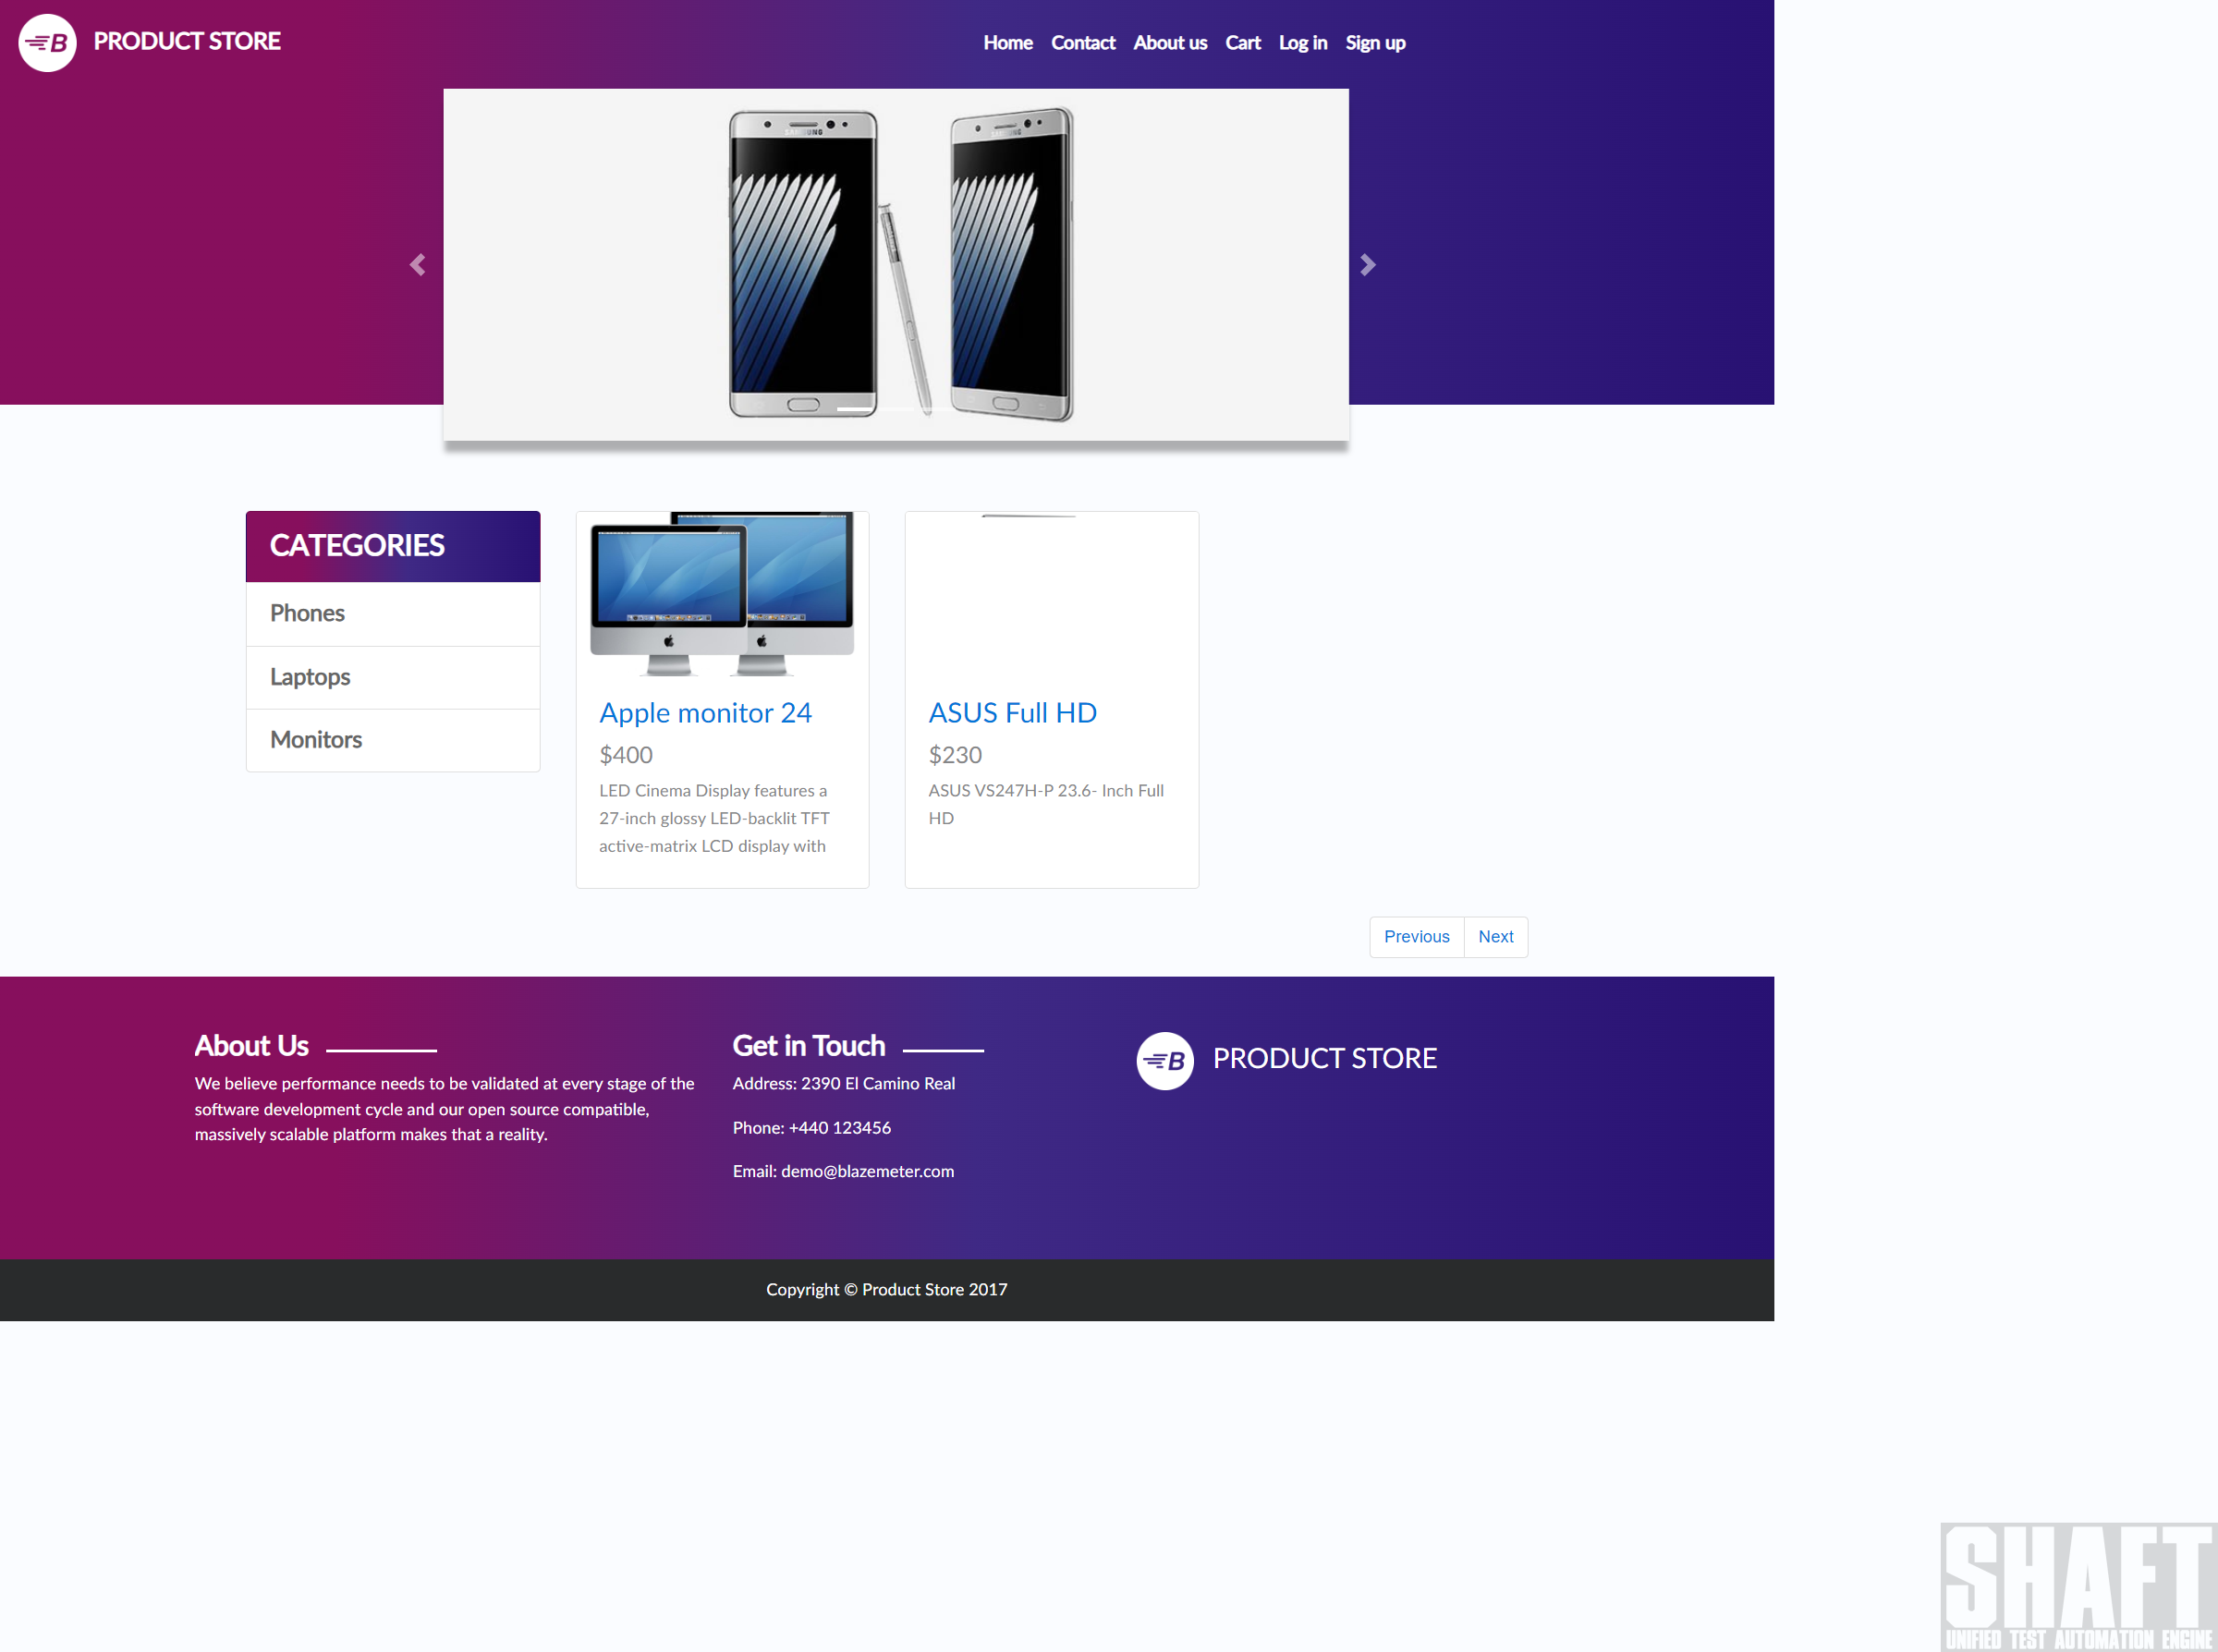 B PRODUCT STORE
Home Contact About us Cart Log in Sign up
SAMSUNG SAMSUNG
CATEGORIES
Phones
Laptops
Monitors
Apple monitor 24
$400
LED Cinema Display features a
27-inch glossy LED-backlit TFT
active-matrix LCD display with
ASUS Full HD
$230
ASUS VS247H-P 23.6- Inch Full
HD
Previous Next
About Us
We believe performance needs to be validated at every stage of the
software development cycle and our open source compatible,
massively scalable platform makes that a reality.
Get in Touch
Address: 2390 El Camino Real
Phone: +440 123456
Email: demo@blazemeter.com
B PRODUCT STORE
Copyright © Product Store 2017
SHAFT
UNIFIED TEST AUTOMATION ENGINE